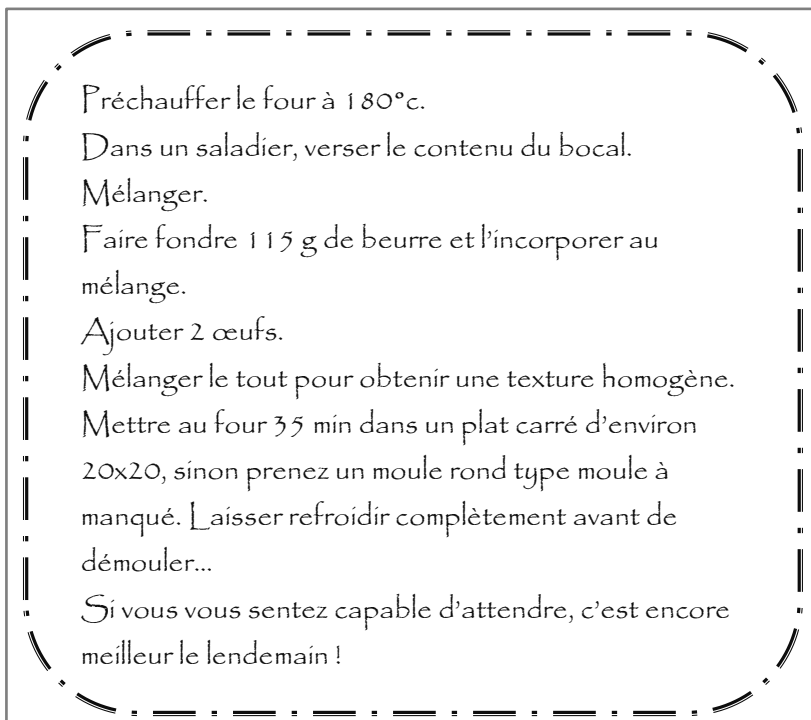 Préchauffer le four à 180°c.
Dans un saladier, verser le contenu du bocal.
Mélanger.
Faire fondre 115 g de beurre et l'incorporer au
mélange.
Ajouter 2 œufs.
Mélanger le tout pour obtenir une texture homogène.
Mettre au four 35 min dans un plat carré d'environ
20x20, sinon prenez un moule rond type moule à
manqué. Laisser refroidir complètement avant de
démouler...
Si vous vous sentez capable d'attendre, c'est encore
meilleur le lendemain !